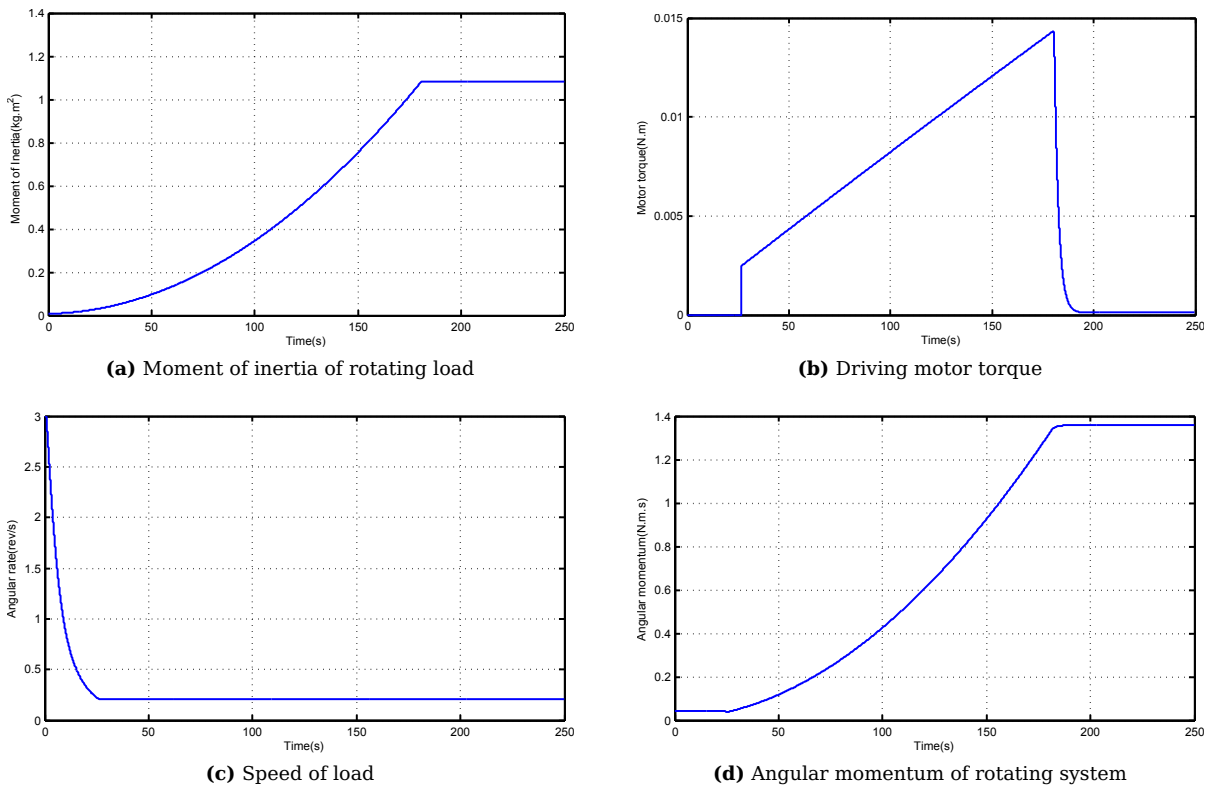 1.4
1.2
1
0.8
0.6
0.4
0.2
0
Moment of Inertia(kg.m²)
0 50 100 150 200 250
Time(s)
(a) Moment of inertia of rotating load
0.015
0.01
0.005
0
Motor torque(N.m)
0 50 100 150 200 250
Time(s)
(b) Driving motor torque
3
2.5
2
1.5
1
0.5
0
Angular rate(rev/s)
0 50 100 150 200 250
Time(s)
(c) Speed of load
1.4
1.2
1
0.8
0.6
0.4
0.2
0
Angular momentum(N.m.s)
0 50 100 150 200 250
Time(s)
(d) Angular momentum of rotating system